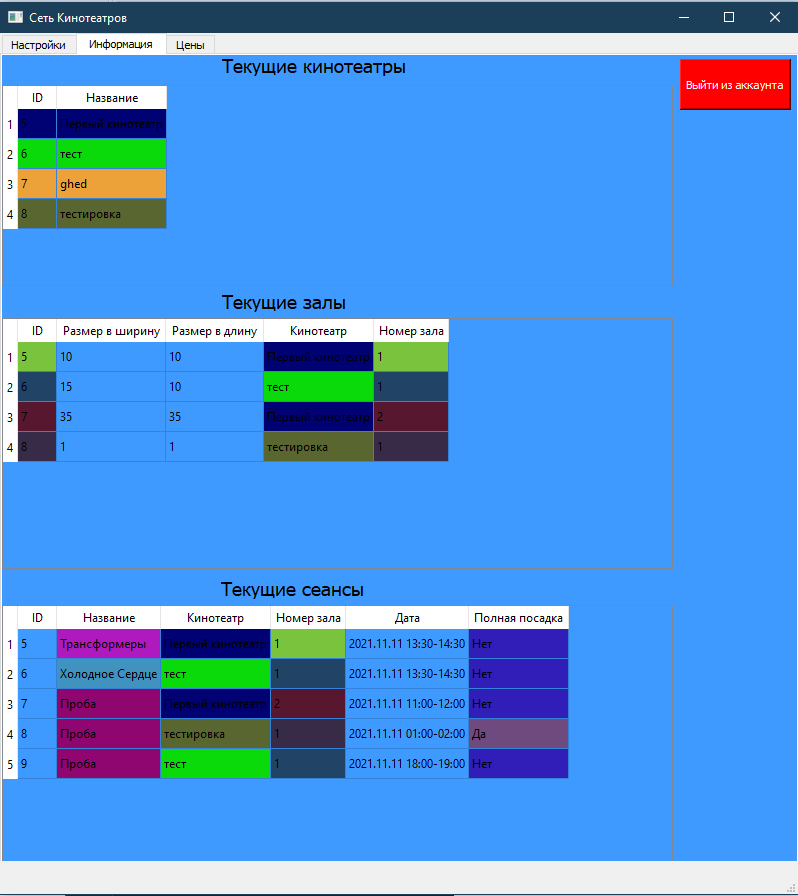 Сеть Кинотеатров
Настройки Информация Цены
Текущие кинотеатры
Выйти из аккаунта
ID Название
1 5 Первый кинотеатр
2 6 тест
3 7 ghed
4 8 тестировка
Текущие залы
ID Размер в ширину Размер в длину Кинотеатр Номер зала
1 5 10 10 Первый кинотеатр 1
2 6 15 10 тест 1
3 7 35 35 Первый кинотеатр 2
4 8 1 1 тестировка 1
Текущие сеансы
ID Название Кинотеатр Номер зала Дата Полная посадка
1 5 Трансформеры Первый кинотеатр 1 2021.11.11 13:30-14:30 Нет
2 6 Холодное Сердце тест 1 2021.11.11 13:30-14:30 Нет
3 7 Проба Первый кинотеатр 2 2021.11.11 11:00-12:00 Нет
4 8 Проба тестировка 1 2021.11.11 01:00-02:00 Да
5 9 Проба тест 1 2021.11.11 18:00-19:00 Нет